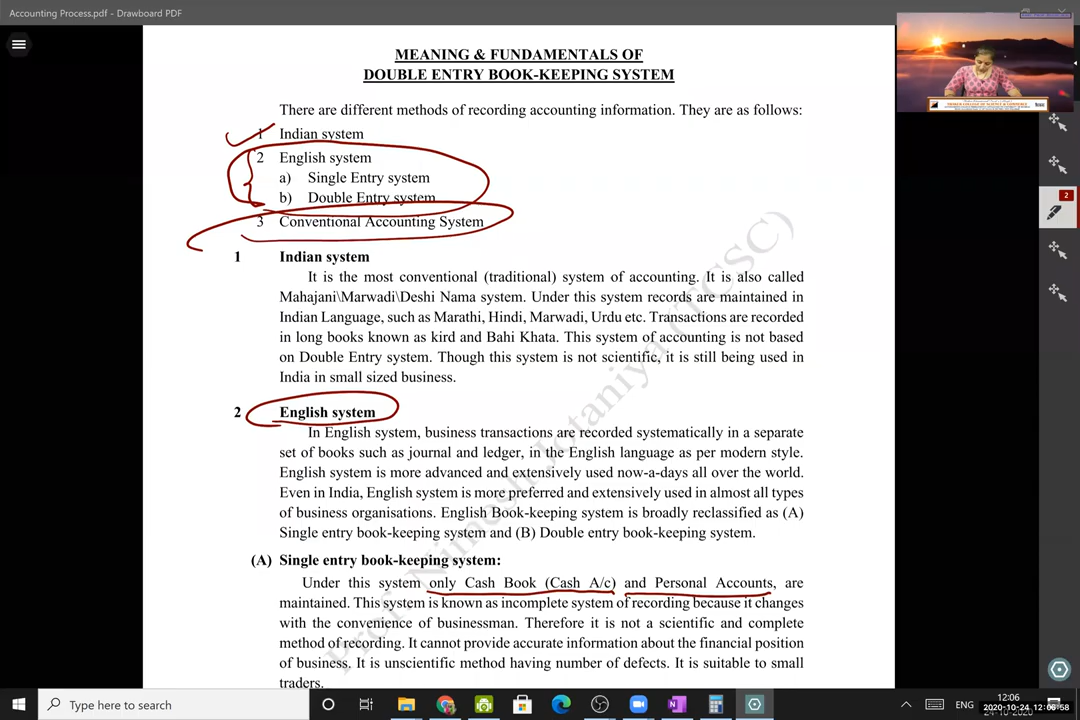 Accounting Process.pdf - Drawboard PDF
MEANING & FUNDAMENTALS OF
DOUBLE ENTRY BOOK-KEEPING SYSTEM
There are different methods of recording accounting information. They are as follows:
1 Indian system
2 English system
a) Single Entry system
b) Double Entry system
3 Conventional Accounting System
1 Indian system
It is the most conventional (traditional) system of accounting. It is also called
Mahajani\Marwadi\Deshi Nama system. Under this system records are maintained in
Indian Language, such as Marathi, Hindi, Marwadi, Urdu etc. Transactions are recorded
in long books known as kird and Bahi Khata. This system of accounting is not based
on Double Entry system. Though this system is not scientific, it is still being used in
India in small sized business.
2 English system
In English system, business transactions are recorded systematically in a separate
set of books such as journal and ledger, in the English language as per modern style.
English system is more advanced and extensively used now-a-days all over the world.
Even in India, English system is more preferred and extensively used in almost all types
of business organisations. English Book-keeping system is broadly reclassified as (A)
Single entry book-keeping system and (B) Double entry book-keeping system.
(A) Single entry book-keeping system:
Under this system only Cash Book (Cash A/c) and Personal Accounts, are
maintained. This system is known as incomplete system of recording because it changes
with the convenience of businessman. Therefore it is not a scientific and complete
method of recording. It cannot provide accurate information about the financial position
of business. It is unscientific method having number of defects. It is suitable to small
traders.
Prof. Nimesh Jotaniya (TCSC)
2
Type here to search
ENG
12:06
24-10-2020
2020-10-24 12:06:58